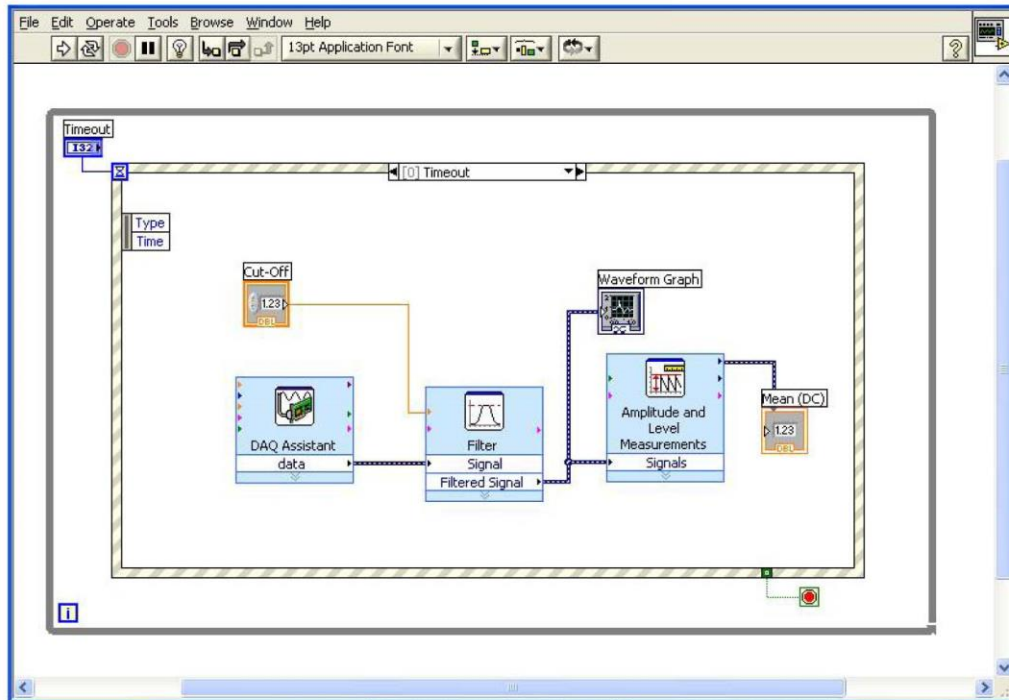 File Edit Operate Tools Browse Window Help
13pt Application Font
?
Timeout
I32
[0] Timeout
Type
Time
Cut-Off
1.23
DBL
Waveform Graph
DAQ Assistant
data
Filter
Signal
Filtered Signal
Amplitude and
Level
Measurements
Signals
Mean (DC)
1.23
DBL
i